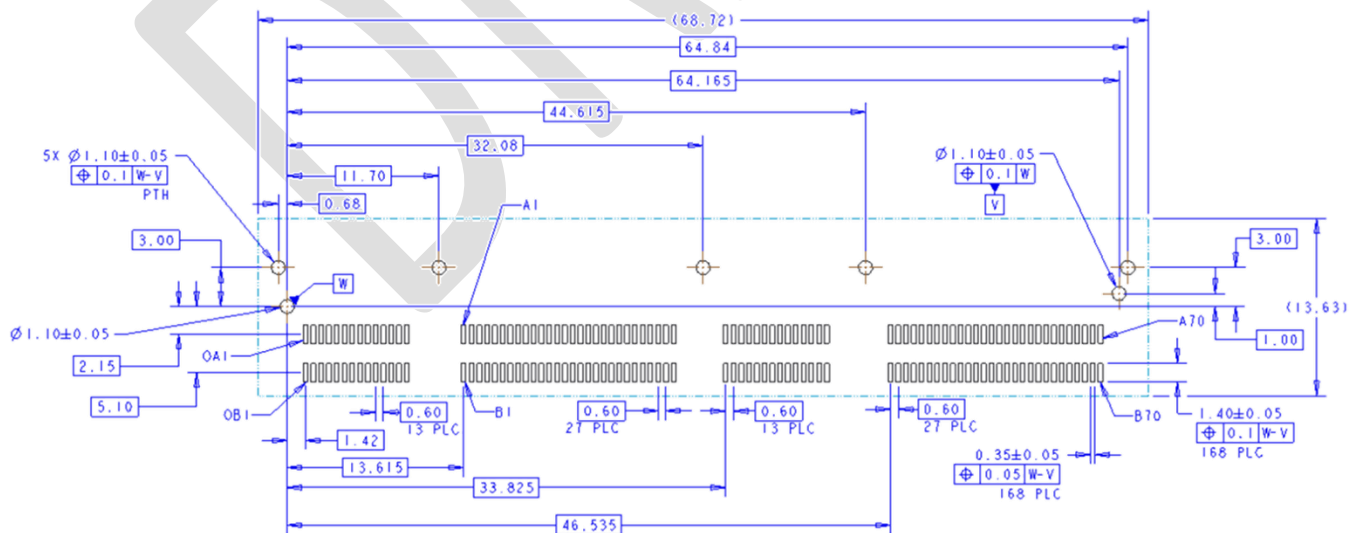 (68.72)
64.84
64.165
44.615
32.08
5X Ø1.10±0.05
⌖ 0.1 W-V
PTH
Ø1.10±0.05
⌖ 0.1 W
V
11.70
0.68
A1
3.00
3.00
W
(13.63)
Ø1.10±0.05
A70
1.00
2.15
0A1
5.10
0B1
B1
B70
0.60
13 PLC
0.60
27 PLC
0.60
13 PLC
0.60
27 PLC
1.40±0.05
⌖ 0.1 W-V
168 PLC
1.42
0.35±0.05
⌖ 0.05 W-V
168 PLC
13.615
33.825
46.535